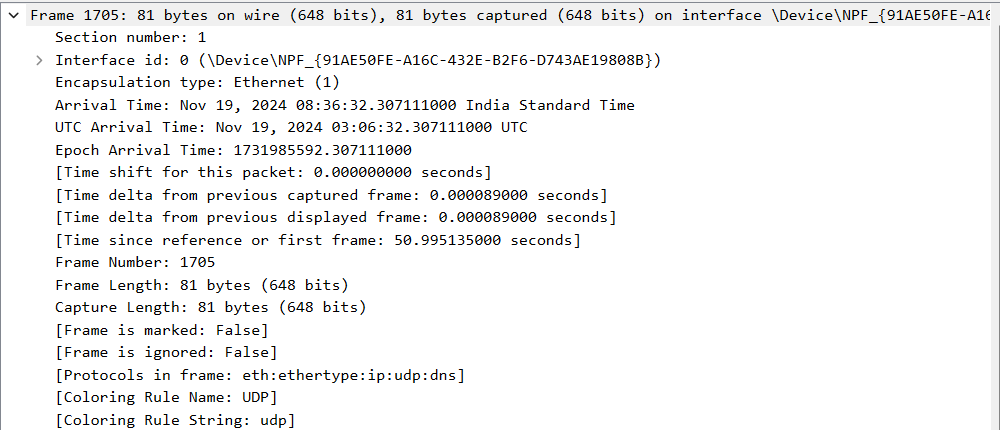 Frame 1705: 81 bytes on wire (648 bits), 81 bytes captured (648 bits) on interface \Device\NPF_{91AE50FE-A16
Section number: 1
Interface id: 0 (\Device\NPF_{91AE50FE-A16C-432E-B2F6-D743AE19808B})
Encapsulation type: Ethernet (1)
Arrival Time: Nov 19, 2024 08:36:32.307111000 India Standard Time
UTC Arrival Time: Nov 19, 2024 03:06:32.307111000 UTC
Epoch Arrival Time: 1731985592.307111000
[Time shift for this packet: 0.000000000 seconds]
[Time delta from previous captured frame: 0.000089000 seconds]
[Time delta from previous displayed frame: 0.000089000 seconds]
[Time since reference or first frame: 50.995135000 seconds]
Frame Number: 1705
Frame Length: 81 bytes (648 bits)
Capture Length: 81 bytes (648 bits)
[Frame is marked: False]
[Frame is ignored: False]
[Protocols in frame: eth:ethertype:ip:udp:dns]
[Coloring Rule Name: UDP]
[Coloring Rule String: udp]